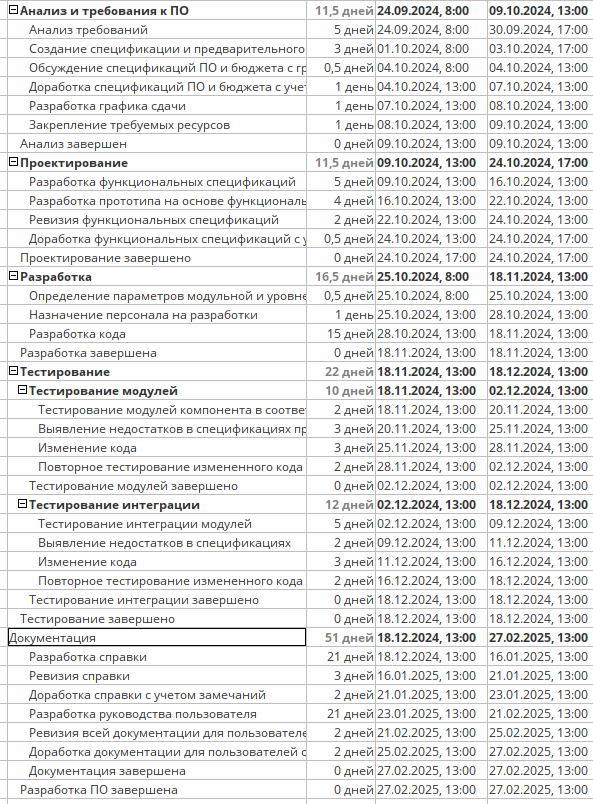 Анализ и требования к ПО 11,5 дней 24.09.2024, 8:00 09.10.2024, 13:00
Анализ требований 5 дней 24.09.2024, 8:00 30.09.2024, 17:00
Создание спецификации и предварительного 3 дней 01.10.2024, 8:00 03.10.2024, 17:00
Обсуждение спецификаций ПО и бюджета с гр 0,5 дней 04.10.2024, 8:00 04.10.2024, 13:00
Доработка спецификаций ПО и бюджета с учет 1 день 04.10.2024, 13:00 07.10.2024, 13:00
Разработка графика сдачи 1 день 07.10.2024, 13:00 08.10.2024, 13:00
Закрепление требуемых ресурсов 1 день 08.10.2024, 13:00 09.10.2024, 13:00
Анализ завершен 0 дней 09.10.2024, 13:00 09.10.2024, 13:00
Проектирование 11,5 дней 09.10.2024, 13:00 24.10.2024, 17:00
Разработка функциональных спецификаций 5 дней 09.10.2024, 13:00 16.10.2024, 13:00
Разработка прототипа на основе функциональ 4 дней 16.10.2024, 13:00 22.10.2024, 13:00
Ревизия функциональных спецификаций 2 дней 22.10.2024, 13:00 24.10.2024, 13:00
Доработка функциональных спецификаций с у 0,5 дней 24.10.2024, 13:00 24.10.2024, 17:00
Проектирование завершено 0 дней 24.10.2024, 17:00 24.10.2024, 17:00
Разработка 16,5 дней 25.10.2024, 8:00 18.11.2024, 13:00
Определение параметров модульной и уровне 0,5 дней 25.10.2024, 8:00 25.10.2024, 13:00
Назначение персонала на разработки 1 день 25.10.2024, 13:00 28.10.2024, 13:00
Разработка кода 15 дней 28.10.2024, 13:00 18.11.2024, 13:00
Разработка завершена 0 дней 18.11.2024, 13:00 18.11.2024, 13:00
Тестирование 22 дней 18.11.2024, 13:00 18.12.2024, 13:00
Тестирование модулей 10 дней 18.11.2024, 13:00 02.12.2024, 13:00
Тестирование модулей компонента в соотве 2 дней 18.11.2024, 13:00 20.11.2024, 13:00
Выявление недостатков в спецификациях пр 3 дней 20.11.2024, 13:00 25.11.2024, 13:00
Изменение кода 3 дней 25.11.2024, 13:00 28.11.2024, 13:00
Повторное тестирование измененного кода 2 дней 28.11.2024, 13:00 02.12.2024, 13:00
Тестирование модулей завершено 0 дней 02.12.2024, 13:00 02.12.2024, 13:00
Тестирование интеграции 12 дней 02.12.2024, 13:00 18.12.2024, 13:00
Тестирование интеграции модулей 5 дней 02.12.2024, 13:00 09.12.2024, 13:00
Выявление недостатков в спецификациях 2 дней 09.12.2024, 13:00 11.12.2024, 13:00
Изменение кода 3 дней 11.12.2024, 13:00 16.12.2024, 13:00
Повторное тестирование измененного кода 2 дней 16.12.2024, 13:00 18.12.2024, 13:00
Тестирование интеграции завершено 0 дней 18.12.2024, 13:00 18.12.2024, 13:00
Тестирование завершено 0 дней 18.12.2024, 13:00 18.12.2024, 13:00
Документация 51 дней 18.12.2024, 13:00 27.02.2025, 13:00
Разработка справки 21 дней 18.12.2024, 13:00 16.01.2025, 13:00
Ревизия справки 3 дней 16.01.2025, 13:00 21.01.2025, 13:00
Доработка справки с учетом замечаний 2 дней 21.01.2025, 13:00 23.01.2025, 13:00
Разработка руководства пользователя 21 дней 23.01.2025, 13:00 21.02.2025, 13:00
Ревизия всей документации для пользователе 2 дней 21.02.2025, 13:00 25.02.2025, 13:00
Доработка документации для пользователей с 2 дней 25.02.2025, 13:00 27.02.2025, 13:00
Документация завершена 0 дней 27.02.2025, 13:00 27.02.2025, 13:00
Разработка ПО завершена 0 дней 27.02.2025, 13:00 27.02.2025, 13:00